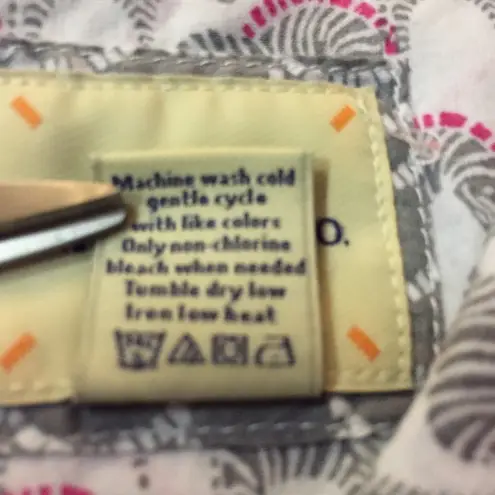 Machine wash cold
gentle cycle
with like colors
Only non-chlorine
bleach when needed
Tumble dry low
Iron low heat
O.